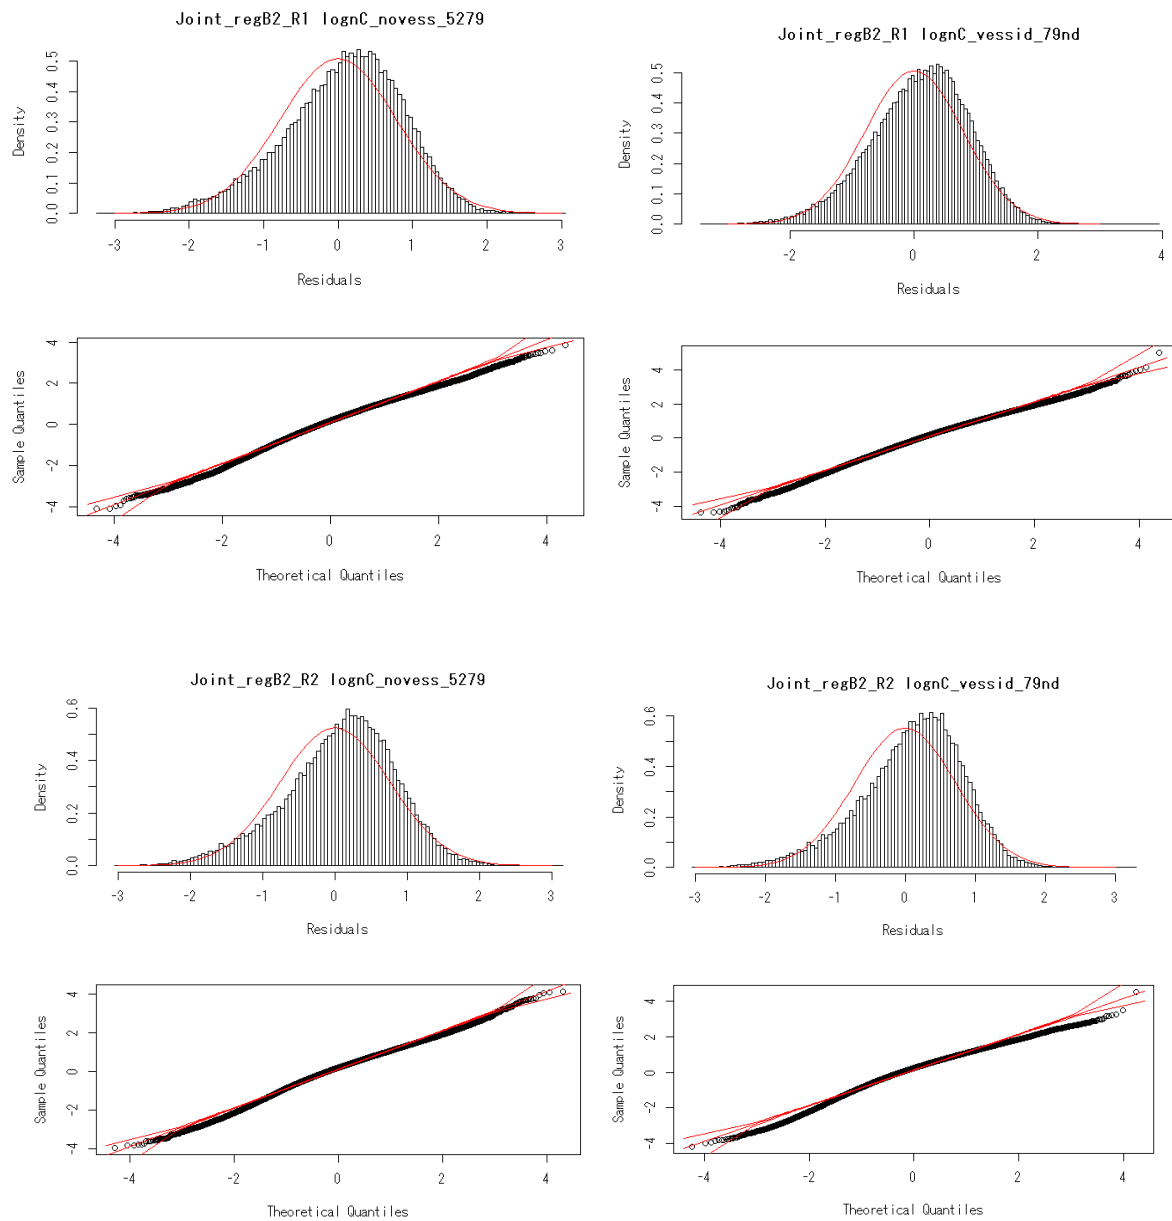 Joint_regB2_R1 lognC_novess_5279
Density
0.0 0.1 0.2 0.3 0.4 0.5
-3 -2 -1 0 1 2 3
Residuals
Sample Quantiles
-4 -2 0 2 4
-4 -2 0 2 4
Theoretical Quantiles
Joint_regB2_R1 lognC_vessid_79nd
Density
0.0 0.1 0.2 0.3 0.4 0.5
-2 0 2 4
Residuals
Sample Quantiles
-4 -2 0 2 4
-4 -2 0 2 4
Theoretical Quantiles
Joint_regB2_R2 lognC_novess_5279
Density
0.0 0.2 0.4 0.6
-3 -2 -1 0 1 2 3
Residuals
Sample Quantiles
-4 -2 0 2 4
-4 -2 0 2 4
Theoretical Quantiles
Joint_regB2_R2 lognC_vessid_79nd
Density
0.0 0.2 0.4 0.6
-3 -2 -1 0 1 2 3
Residuals
Sample Quantiles
-4 -2 0 2 4
-4 -2 0 2 4
Theoretical Quantiles